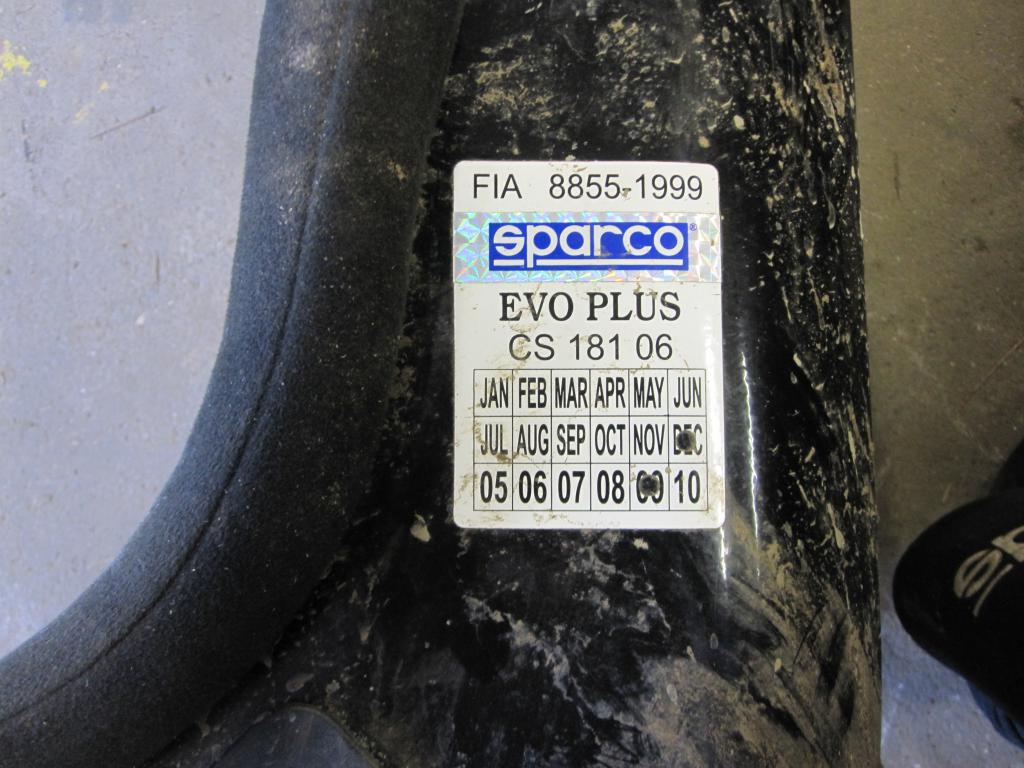 FIA 8855-1999
sparco®
EVO PLUS
CS 181 06
JAN FEB MAR APR MAY JUN
JUL AUG SEP OCT NOV DEC
05 06 07 08 09 10